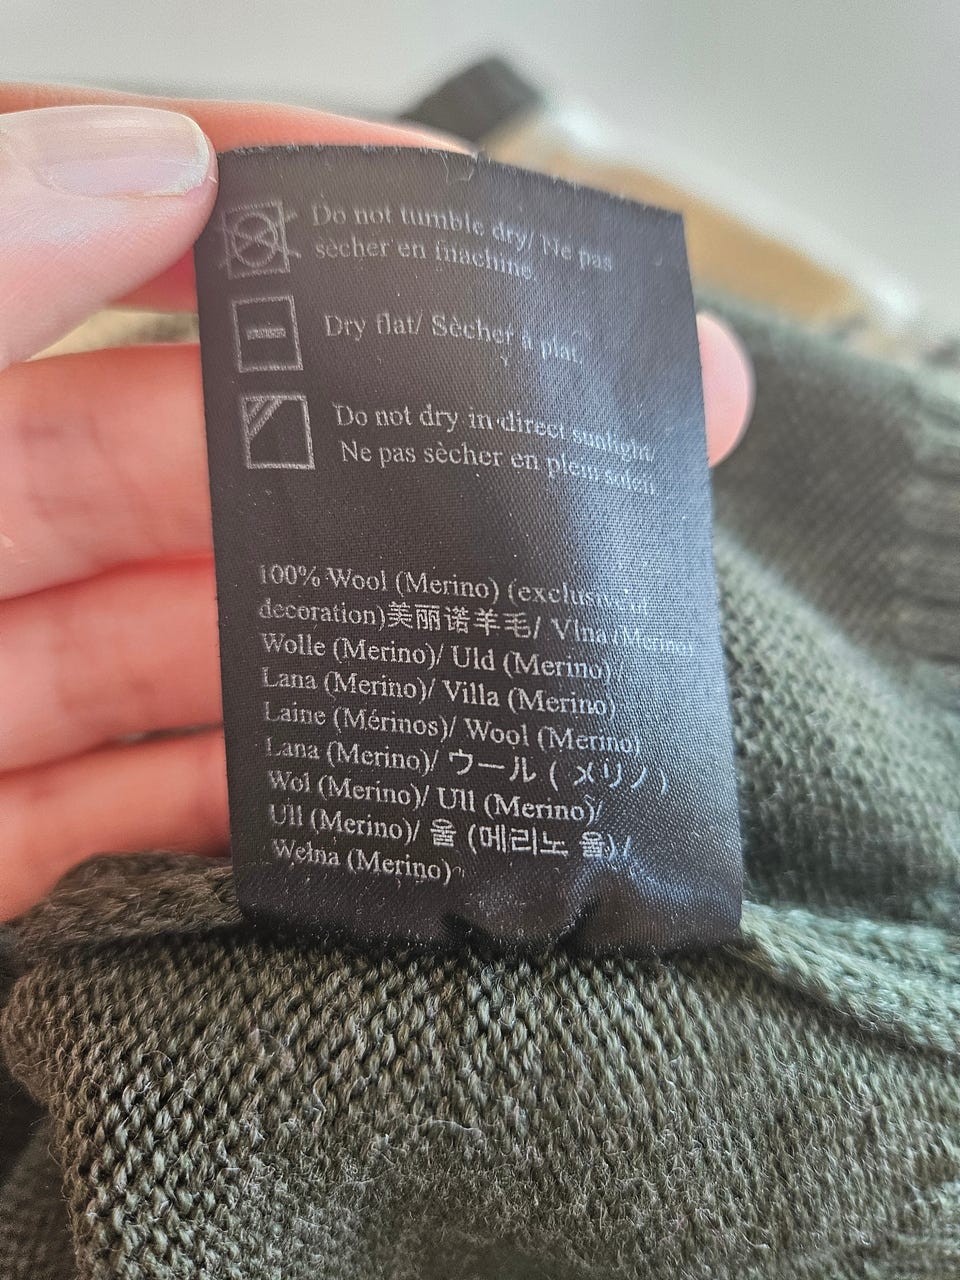 Do not tumble dry/ Ne pas
sècher en machine.
Dry flat/ Sècher à plat.
Do not dry in direct sunlight.
Ne pas sècher en plein soleil.
100% Wool (Merino) (exclusive of
decoration)美丽诺羊毛/ Vlna (Merino)
Wolle (Merino)/ Uld (Merino)/
Lana (Merino)/ Villa (Merino)
Laine (Mérinos)/ Wool (Merino)
Lana (Merino)/ ウール ( メリノ )
Wol (Merino)/ Ull (Merino)/
Ull (Merino)/ 울 (메리노 울) /
Wełna (Merino)